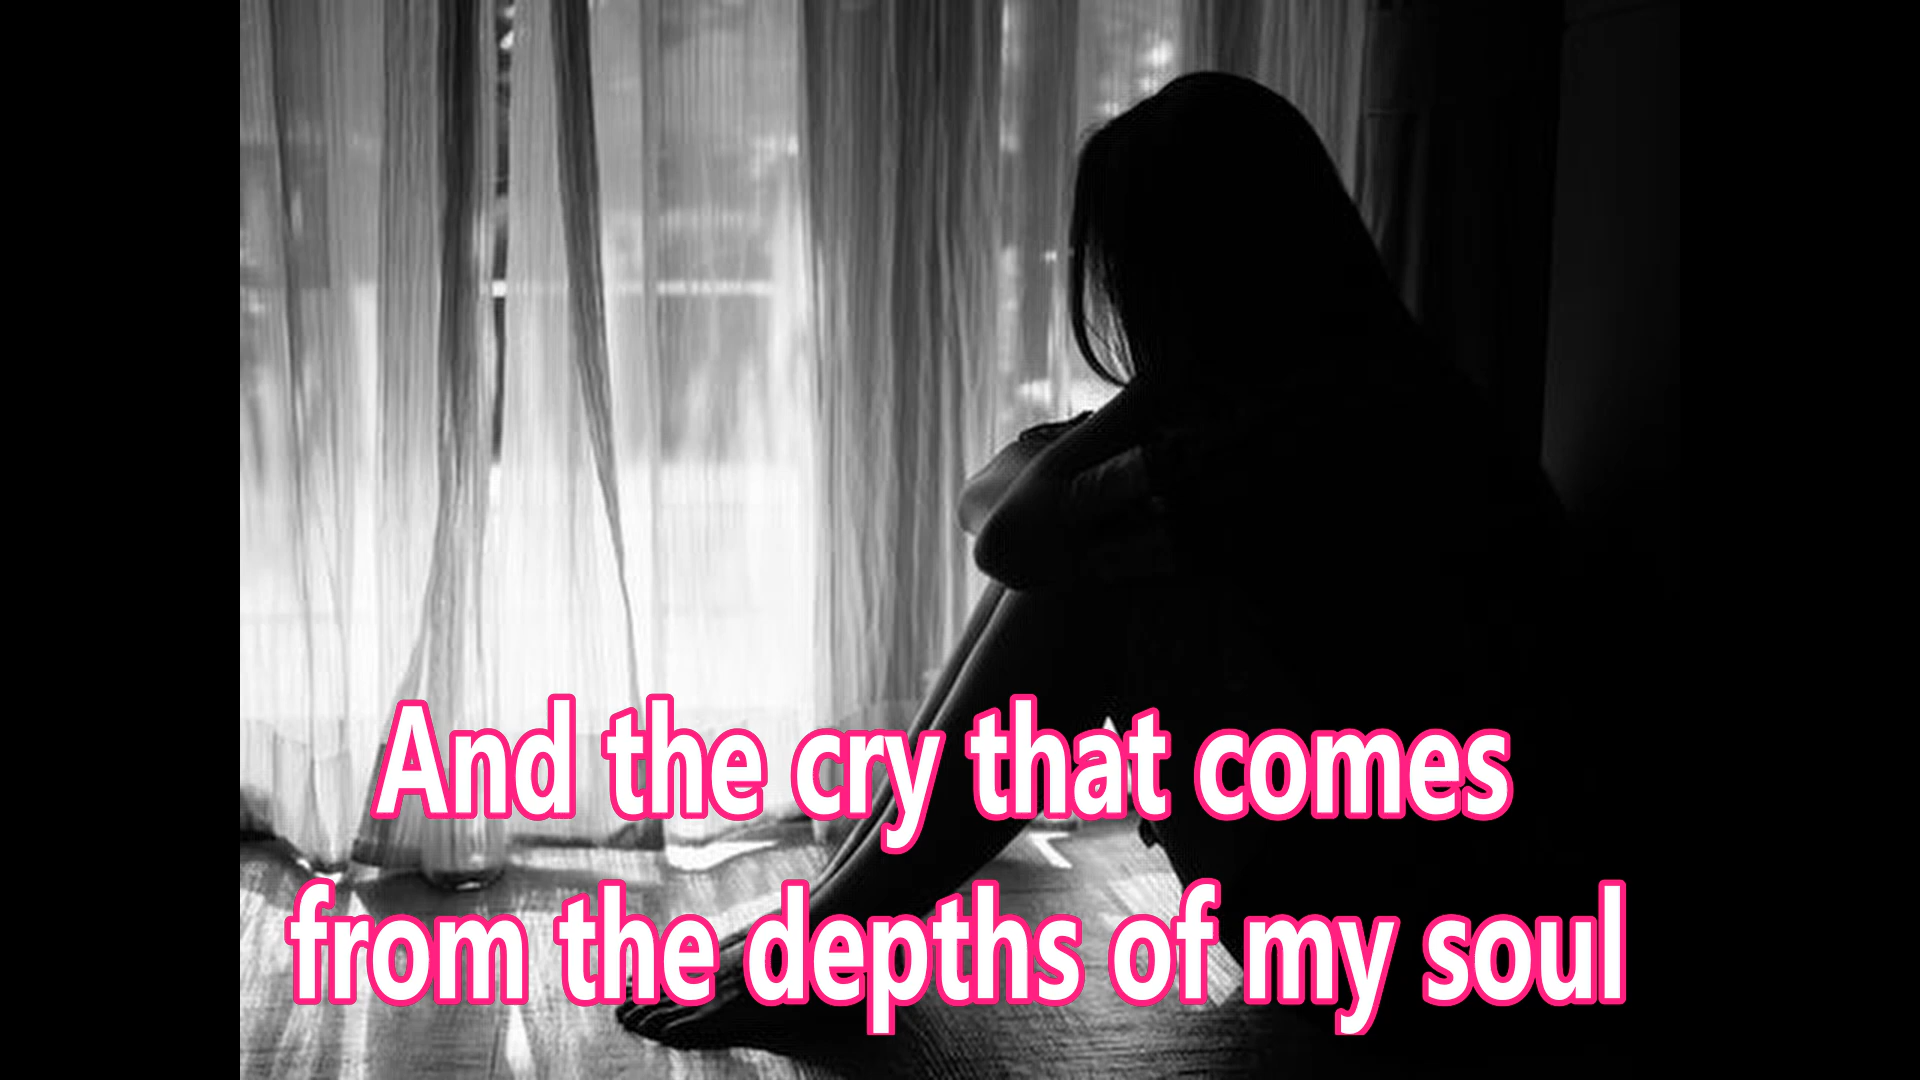 And the cry that comes
from the depths of my soul